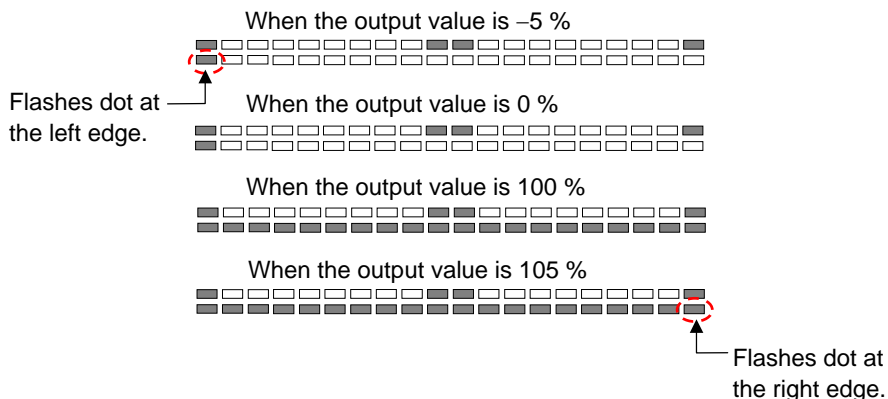 When the output value is –5 %
Flashes dot at
the left edge.
When the output value is 0 %
When the output value is 100 %
When the output value is 105 %
Flashes dot at
the right edge.